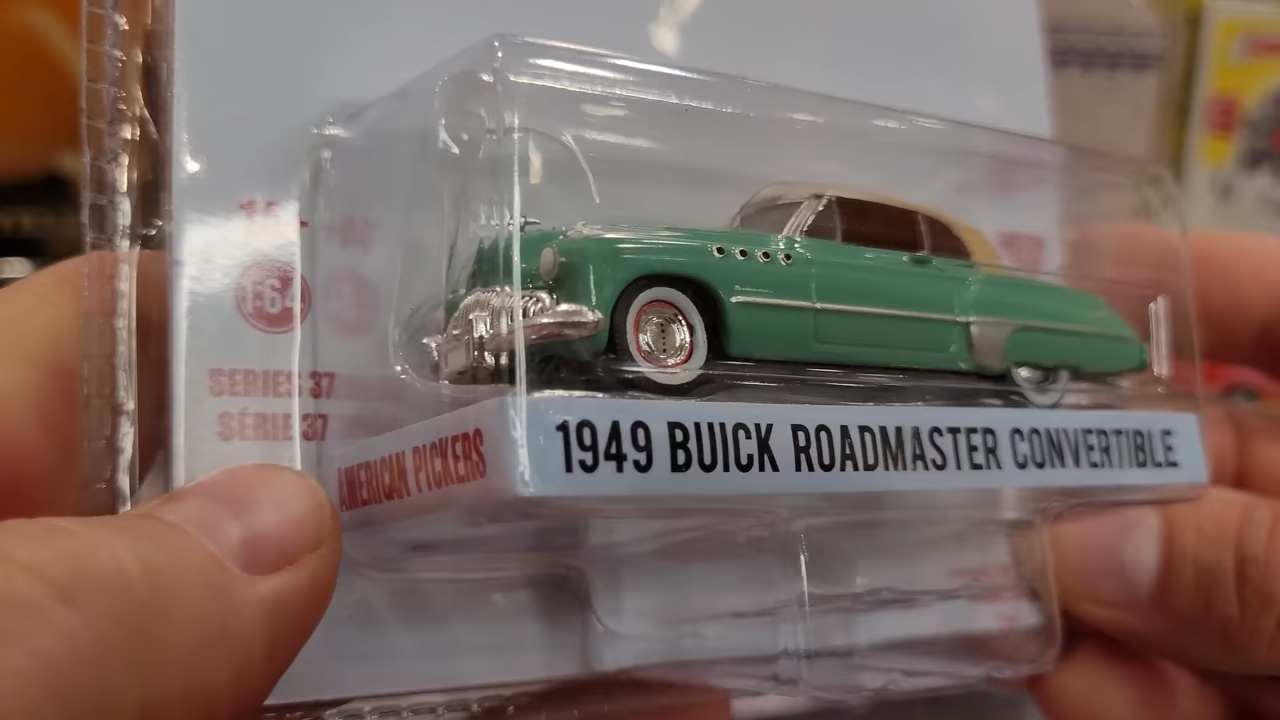 1:64
SERIES 37
SÉRIE 37
AMERICAN PICKERS
1949 BUICK ROADMASTER CONVERTIBLE